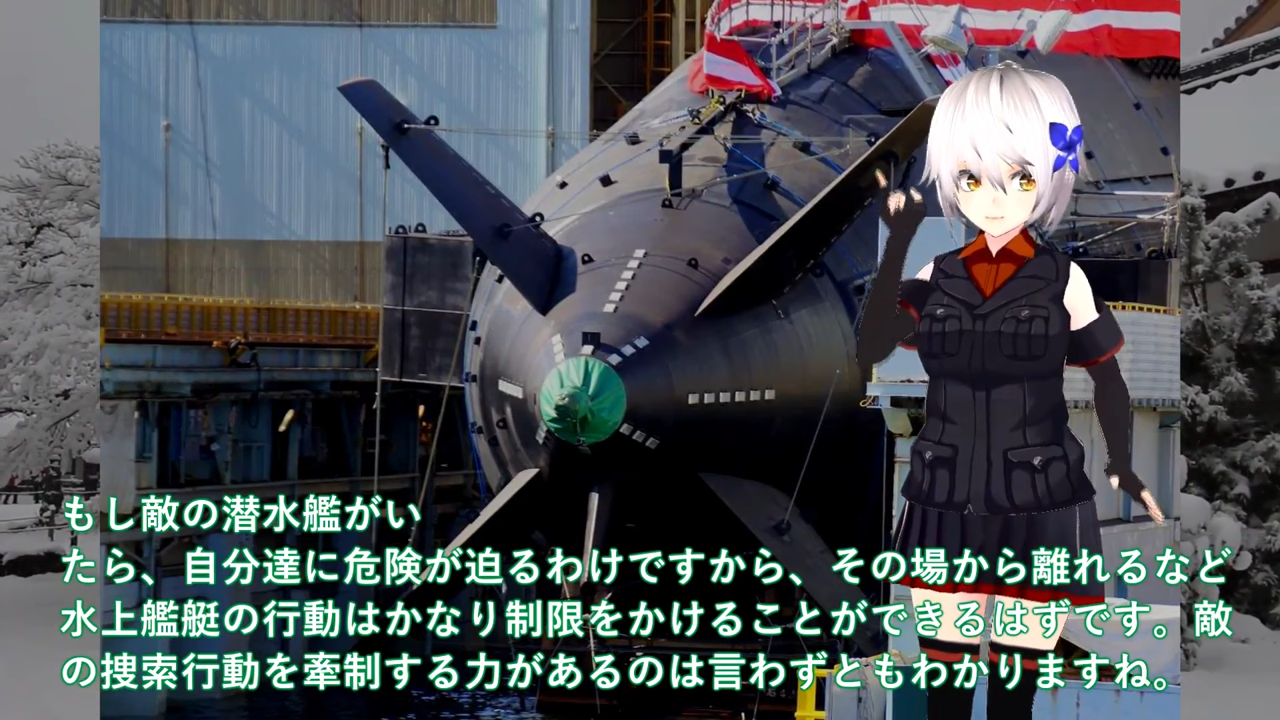 もし敵の潜水艦がい
たら、自分達に危険が迫るわけですから、その場から離れるなど
水上艦艇の行動はかなり制限をかけることができるはずです。敵
の捜索行動を牽制する力があるのは言わずともわかりますね。